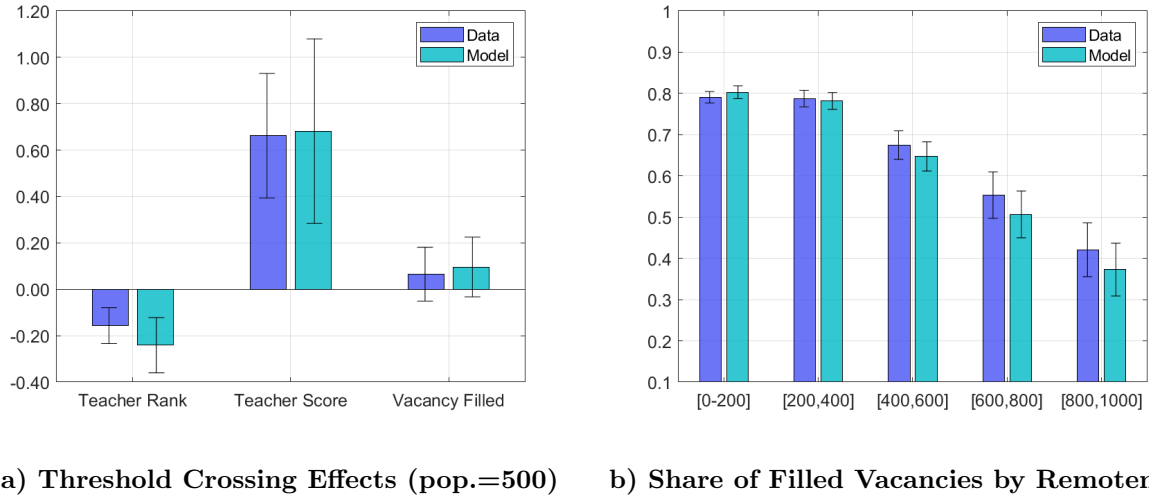 1.20
1.00
0.80
0.60
0.40
0.20
0.00
-0.20
-0.40
Data
Model
Teacher Rank Teacher Score Vacancy Filled
a) Threshold Crossing Effects (pop.=500)
1
0.9
0.8
0.7
0.6
0.5
0.4
0.3
0.2
0.1
Data
Model
[0-200] [200,400] [400,600] [600,800] [800,1000]
b) Share of Filled Vacancies by